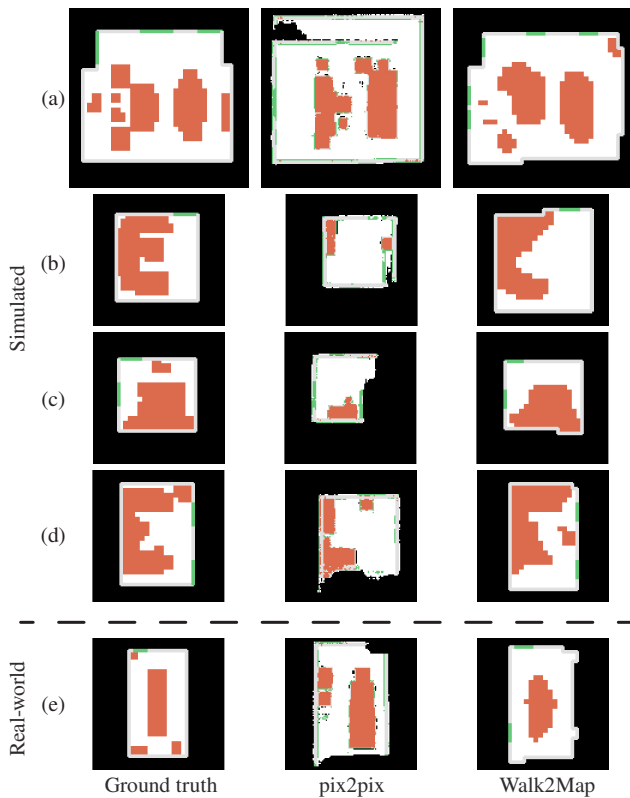 (a)
(b)
Simulated
(c)
(d)
Real-world
(e)
Ground truth
pix2pix
Walk2Map